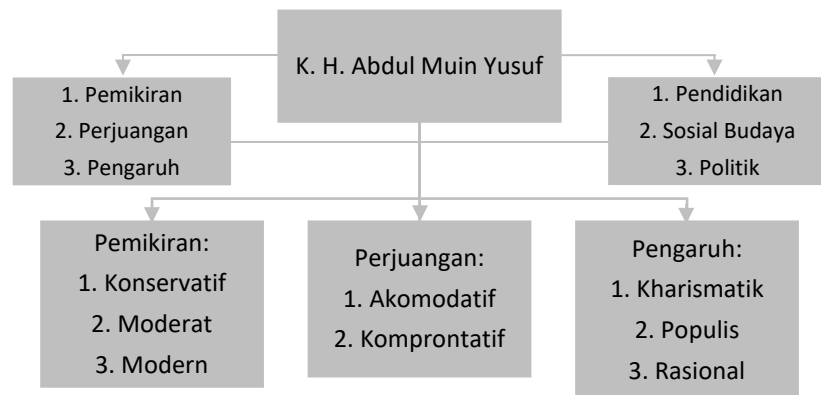 K. H. Abdul Muin Yusuf
1. Pemikiran
2. Perjuangan
3. Pengaruh
1. Pendidikan
2. Sosial Budaya
3. Politik
Pemikiran:
1. Konservatif
2. Moderat
3. Modern
Perjuangan:
1. Akomodatif
2. Komprontatif
Pengaruh:
1. Kharismatik
2. Populis
3. Rasional